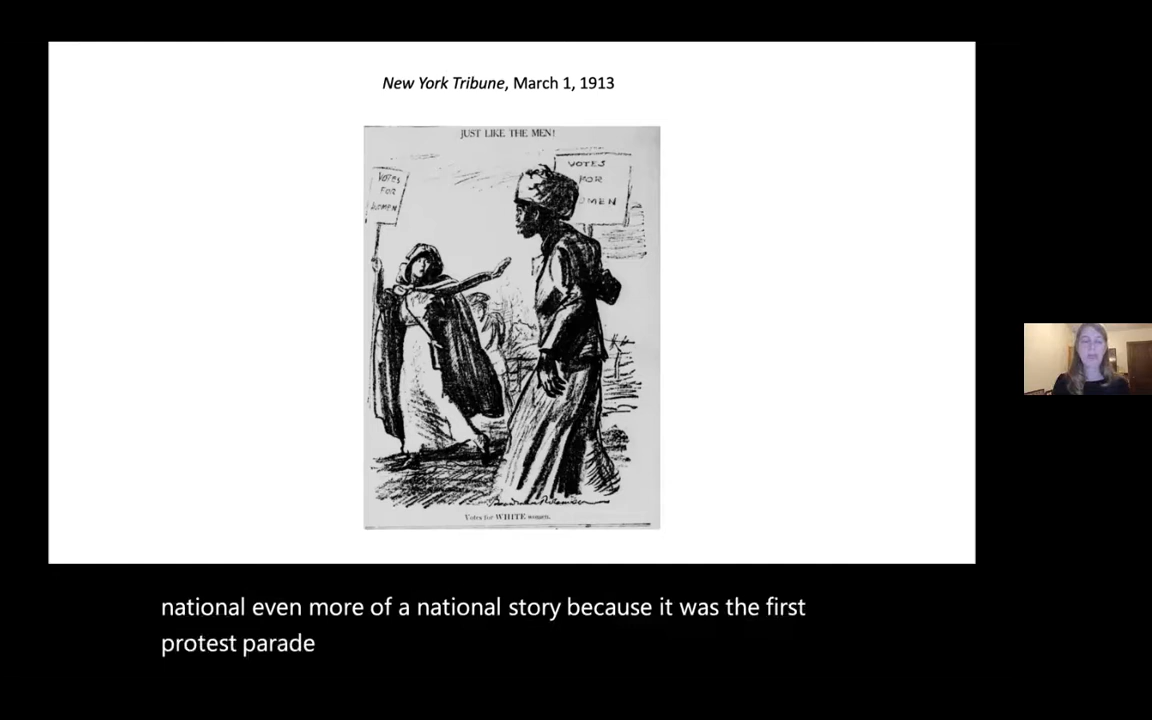 New York Tribune, March 1, 1913
JUST LIKE THE MEN!
VOTES
FOR
WOMEN
VOTES
FOR
OMEN
Votes for WHITE women.
national even more of a national story because it was the first
protest parade